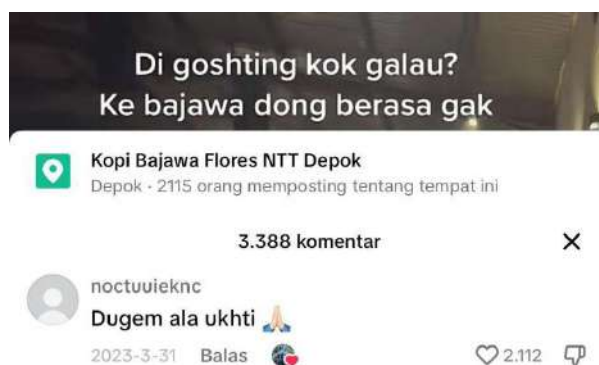 Di goshting kok galau?
Ke bajawa dong berasa gak
Kopi Bajawa Flores NTT Depok
Depok · 2115 orang memposting tentang tempat ini
3.388 komentar
noctuuieknc
Dugem ala ukhti 🙏🏻
2023-3-31 Balas 2.112